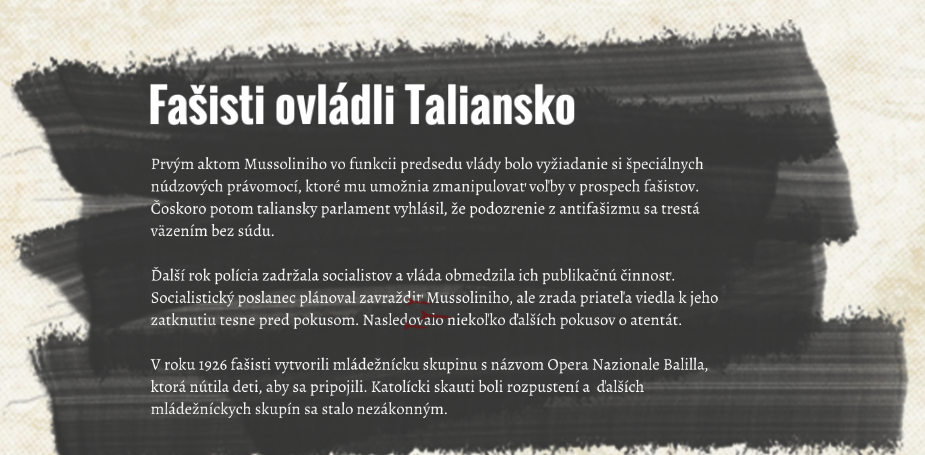 Fašisti ovládli Taliansko
Prvým aktom Mussoliniho vo funkcii predsedu vlády bolo vyžiadanie si špeciálnych
núdzových právomocí, ktoré mu umožnia zmanipulovať voľby v prospech fašistov.
Čoskoro potom taliansky parlament vyhlásil, že podozrenie z antifašizmu sa trestá
väzením bez súdu.
Ďalší rok polícia zadržala socialistov a vláda obmedzila ich publikačnú činnosť.
Socialistický poslanec plánoval zavraždiť Mussoliniho, ale zrada priateľa viedla k jeho
zatknutiu tesne pred pokusom. Nasledovalo niekoľko ďalších pokusov o atentát.
V roku 1926 fašisti vytvorili mládežnícku skupinu s názvom Opera Nazionale Balilla,
ktorá nútila deti, aby sa pripojili. Katolícki skauti boli rozpustení a ďalších
mládežníckych skupín sa stalo nezákonným.